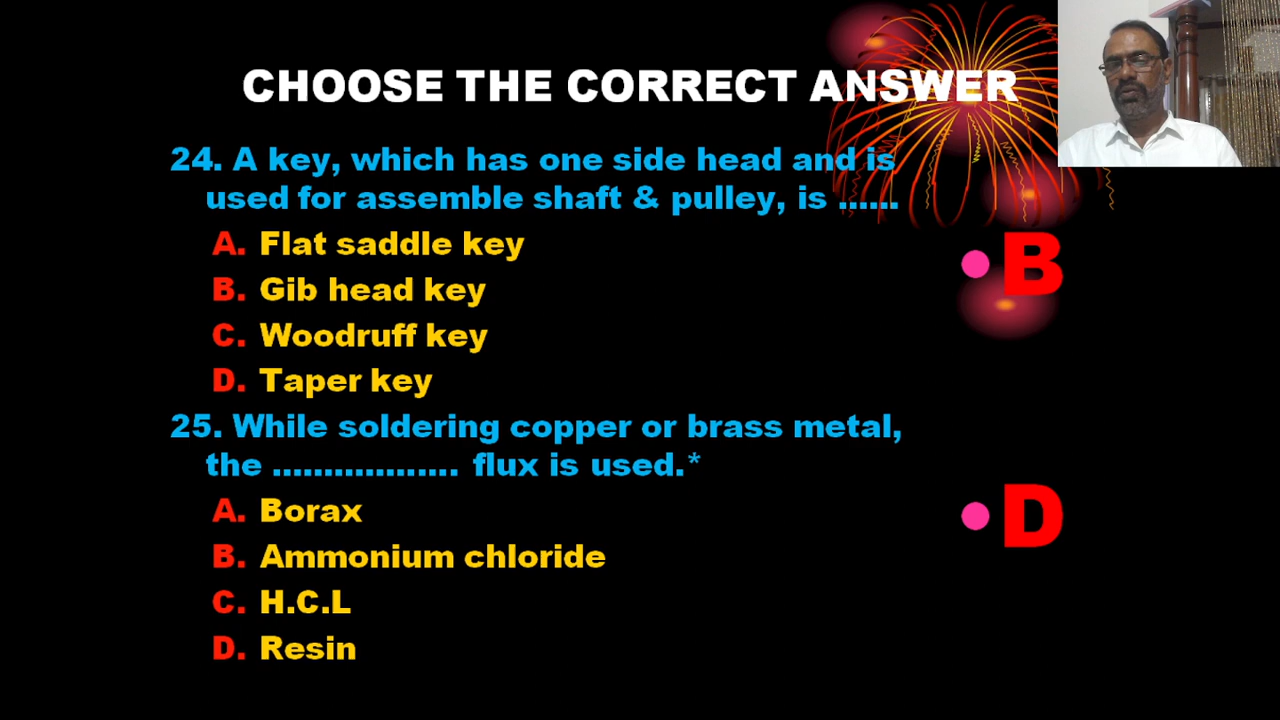 CHOOSE THE CORRECT ANSWER
24. A key, which has one side head and is
used for assemble shaft & pulley, is ......
A. Flat saddle key
B. Gib head key
C. Woodruff key
D. Taper key
• B
25. While soldering copper or brass metal,
the .................. flux is used.*
A. Borax
B. Ammonium chloride
C. H.C.L
D. Resin
• D